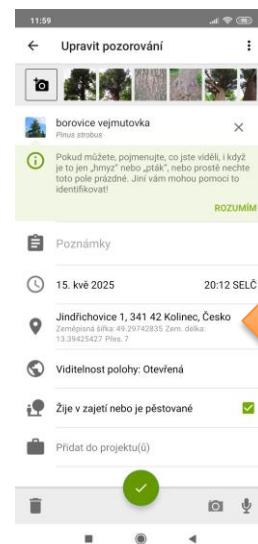 11:59
Upravit pozorování
borovice vejmutovka
Pinus strobus
Pokud můžete, pojmenujte, co jste viděli, i když
je to jen „hmyz" nebo „pták", nebo prostě nechte
toto pole prázdné. Jiní vám mohou pomoci to
identifikovat!
ROZUMÍM
Poznámky
15. kvě 2025 20:12 SELČ
Jindřichovice 1, 341 42 Kolinec, Česko
Zeměpisná šířka: 49.29742835 Zem. délka:
13.39425427 Přes. 7
Viditelnost polohy: Otevřená
Žije v zajetí nebo je pěstované
Přidat do projektu(ů)